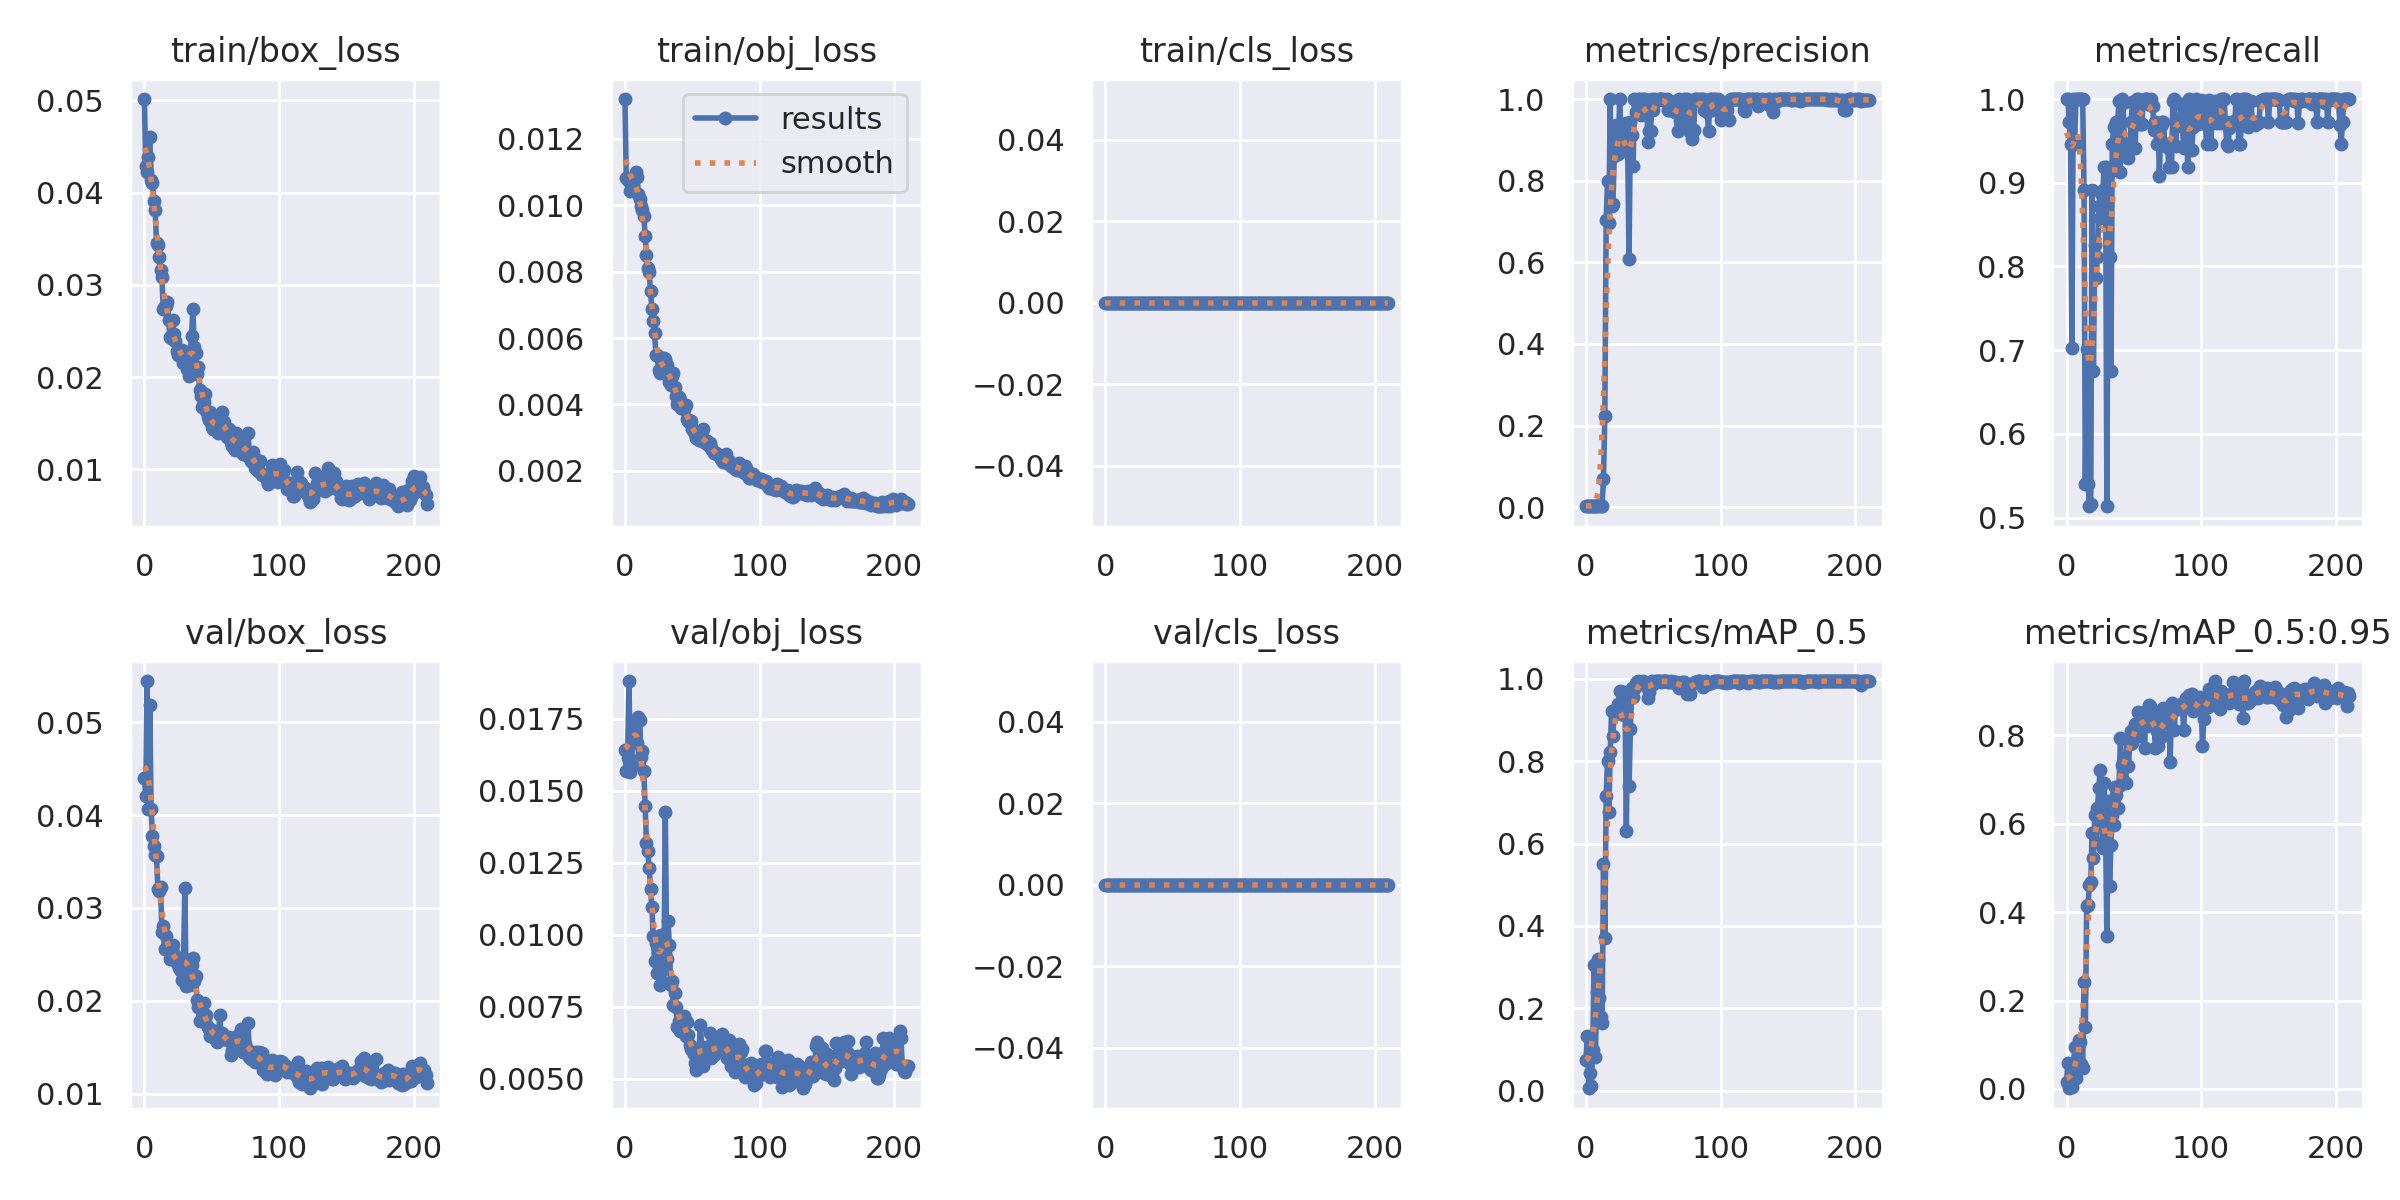 train/box_loss
0.05
0.04
0.03
0.02
0.01
0 100 200
train/obj_loss
results
smooth
0.012
0.010
0.008
0.006
0.004
0.002
0 100 200
train/cls_loss
0.04
0.02
0.00
−0.02
−0.04
0 100 200
metrics/precision
1.0
0.8
0.6
0.4
0.2
0.0
0 100 200
metrics/recall
1.0
0.9
0.8
0.7
0.6
0.5
0 100 200
val/box_loss
0.05
0.04
0.03
0.02
0.01
0 100 200
val/obj_loss
0.0175
0.0150
0.0125
0.0100
0.0075
0.0050
0 100 200
val/cls_loss
0.04
0.02
0.00
−0.02
−0.04
0 100 200
metrics/mAP_0.5
1.0
0.8
0.6
0.4
0.2
0.0
0 100 200
metrics/mAP_0.5:0.95
0.8
0.6
0.4
0.2
0.0
0 100 200